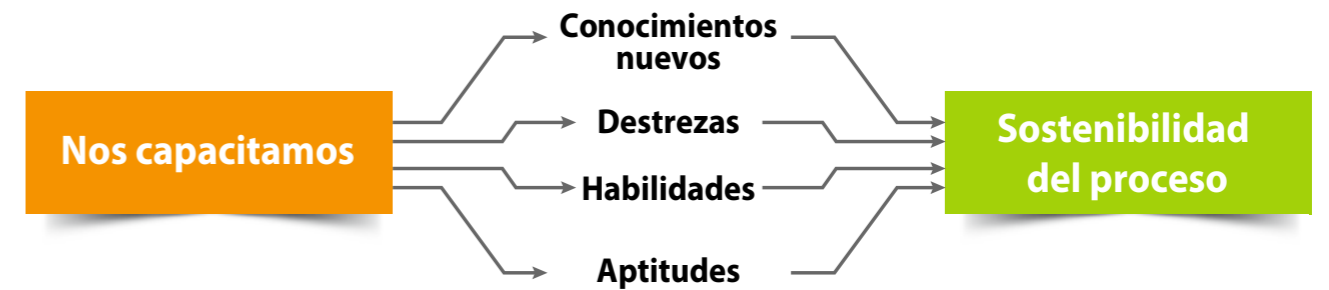 Nos capacitamos
Conocimientos
nuevos
Destrezas
Habilidades
Aptitudes
Sostenibilidad
del proceso